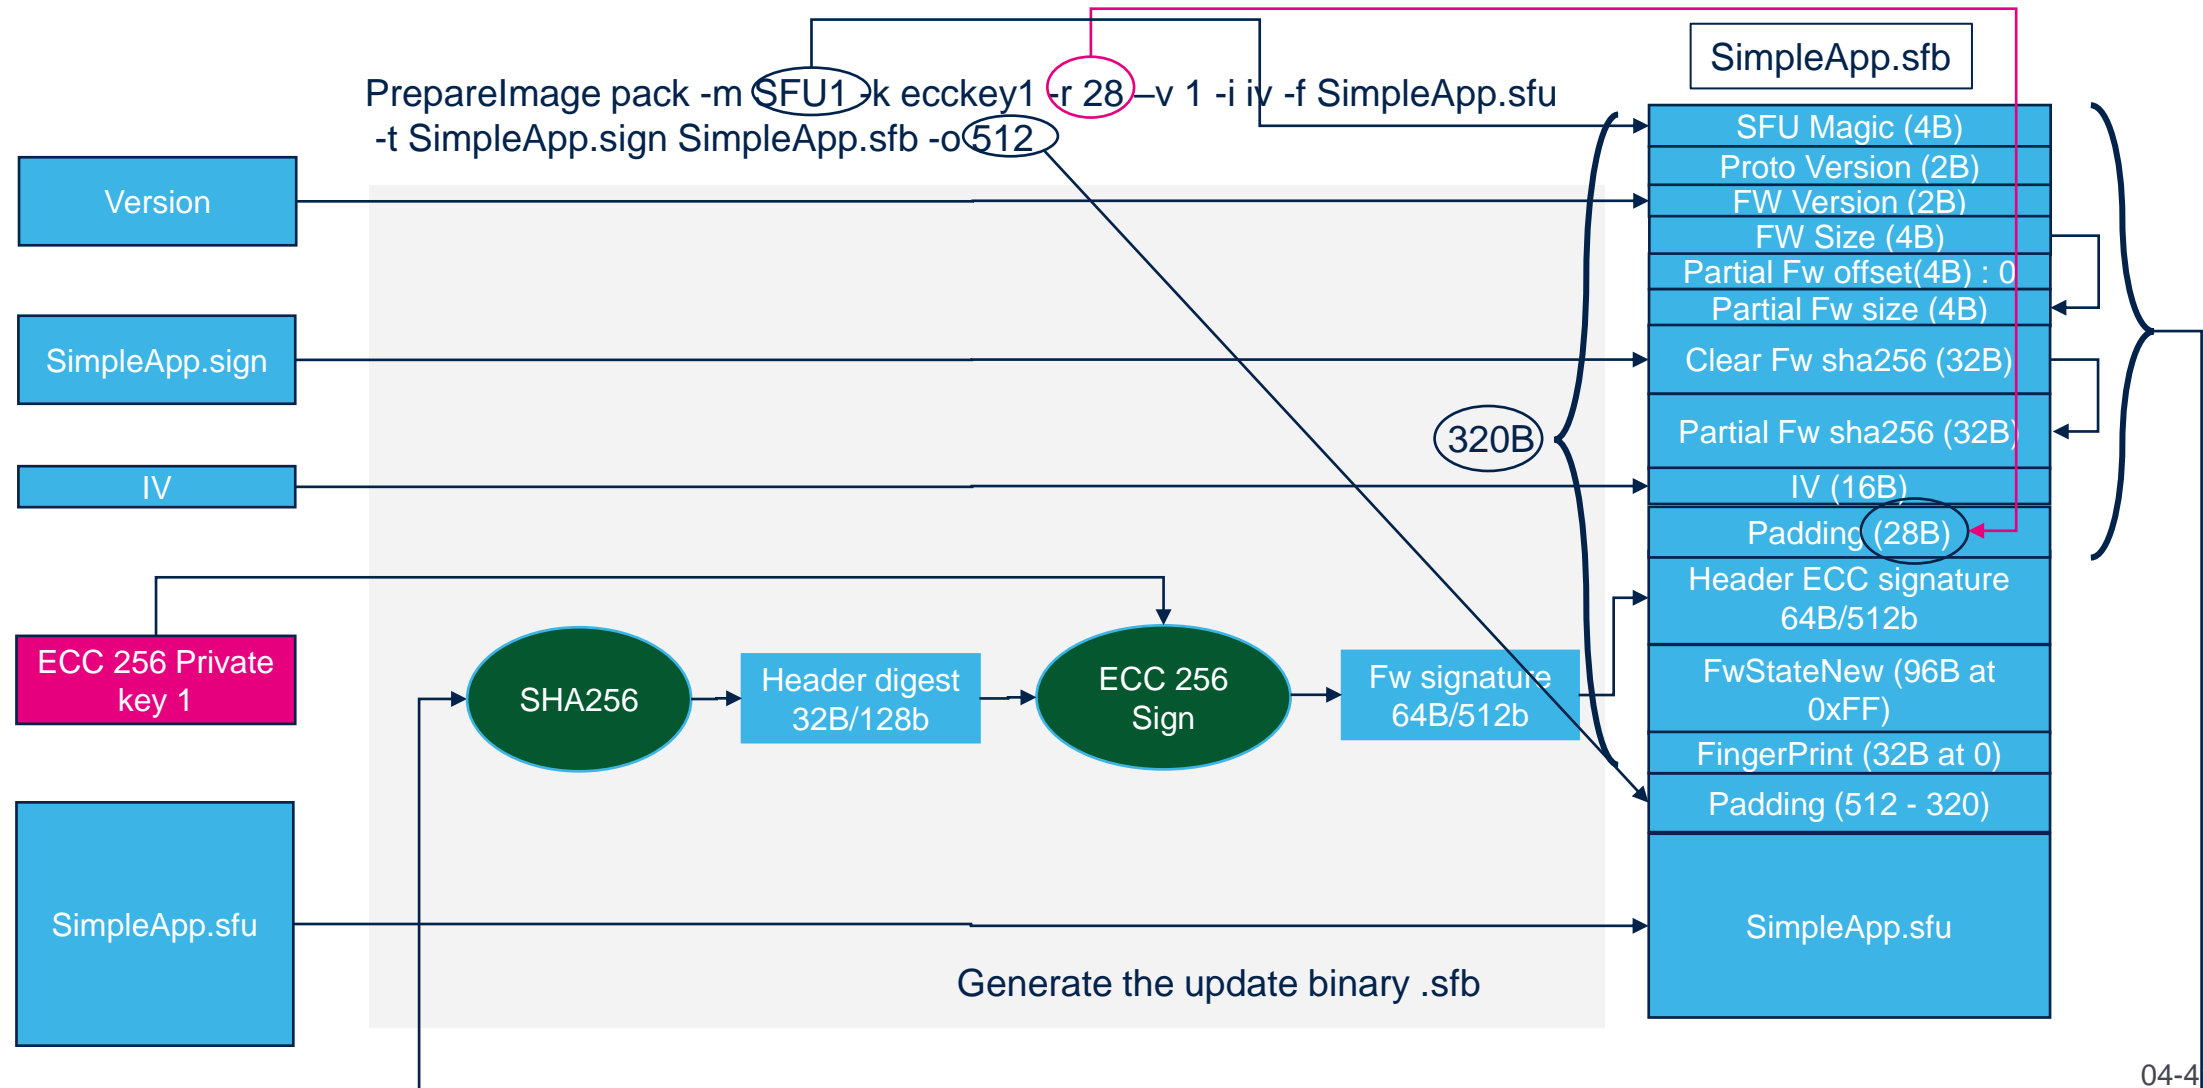 SimpleApp.sfb
PrepareImage pack -m SFU1 -k ecckey1 -r 28 –v 1 -i iv -f SimpleApp.sfu
-t SimpleApp.sign SimpleApp.sfb -o 512
Version
SimpleApp.sign
IV
ECC 256 Private
key 1
SimpleApp.sfu
SHA256
Header digest
32B/128b
ECC 256
Sign
Fw signature
64B/512b
320B
Generate the update binary .sfb
SFU Magic (4B)
Proto Version (2B)
FW Version (2B)
FW Size (4B)
Partial Fw offset(4B) : 0
Partial Fw size (4B)
Clear Fw sha256 (32B)
Partial Fw sha256 (32B)
IV (16B)
Padding (28B)
Header ECC signature
64B/512b
FwStateNew (96B at
0xFF)
FingerPrint (32B at 0)
Padding (512 - 320)
SimpleApp.sfu
04-4